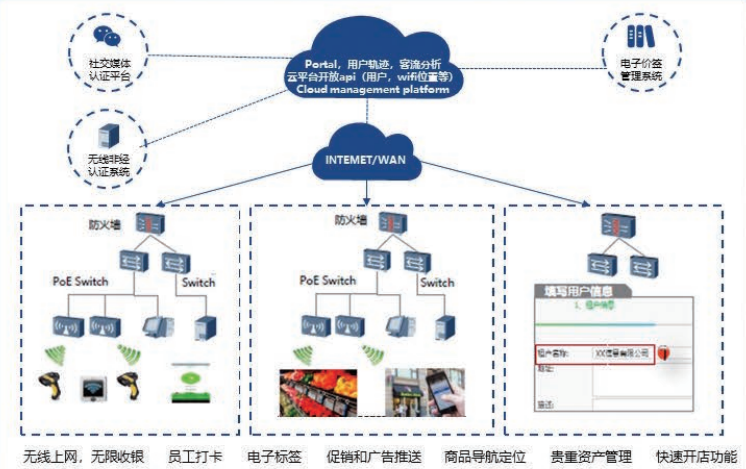 社交媒体
认证平台
Portal，用户轨迹，客流分析
云平台开放api（用户，wifi位置等）
Cloud management platform
电子价签
管理系统
无线非经
认证系统
INTEMET/WAN
防火墙
PoE Switch
Switch
防火墙
PoE Switch
Switch
填写用户信息
1、租户信息
租户名称:
XX信息有限公司
地址:
描述:
无线上网，无限收银
员工打卡
电子标签
促销和广告推送
商品导航定位
贵重资产管理
快速开店功能